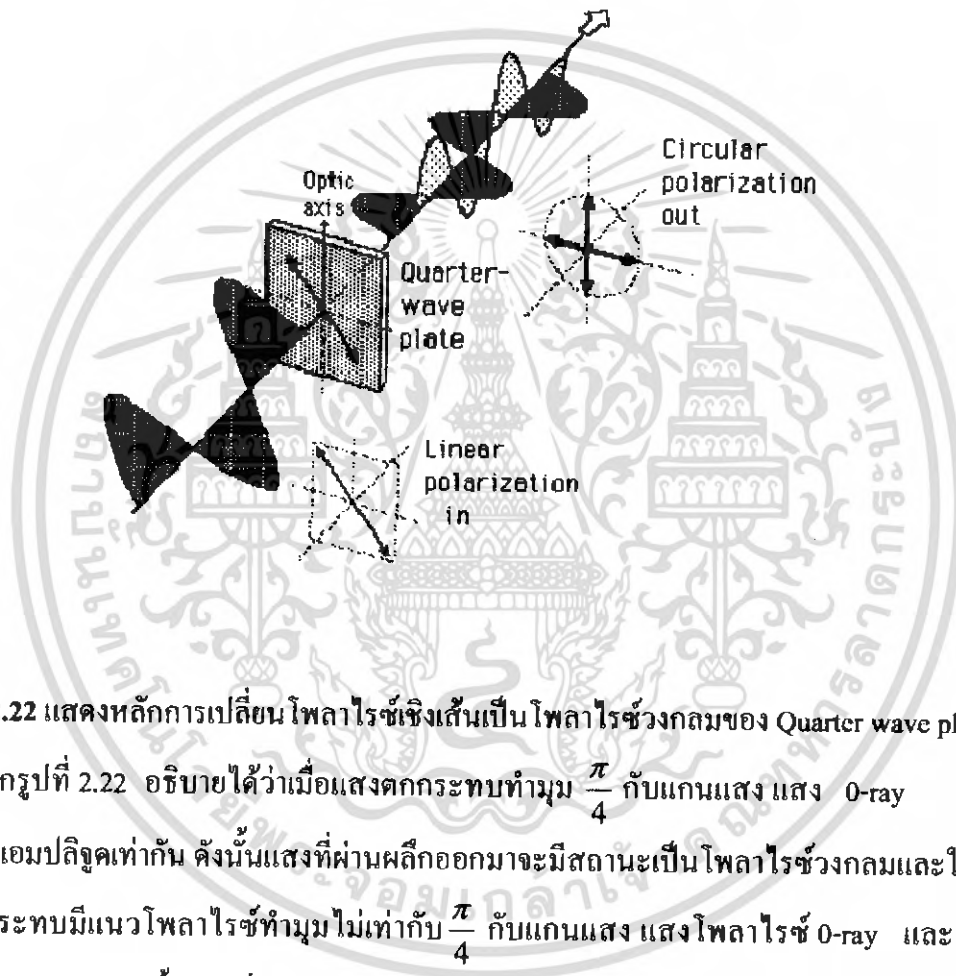 Optic
axis
Circular
polarization
out
Quarter-
wave
plate
Linear
polarization
in
.22 แสดงหลักการเปลี่ยนโพลาไรซ์เชิงเส้นเป็นโพลาไรซ์วงกลมของ Quarter wave pl
กรูปที่ 2.22 อธิบายได้ว่าเมื่อแสงตกกระทบทำมุม π/4 กับแกนแสง แสง 0-ray
แอมปลิจูดเท่ากัน ดังนั้นแสงที่ผ่านผลึกออกมาจะมีสถานะเป็นโพลาไรซ์วงกลมและใ
ระทบมีแนวโพลาไรซ์ทำมุมไม่เท่ากับ π/4 กับแกนแสง แสงโพลาไรซ์ 0-ray และ